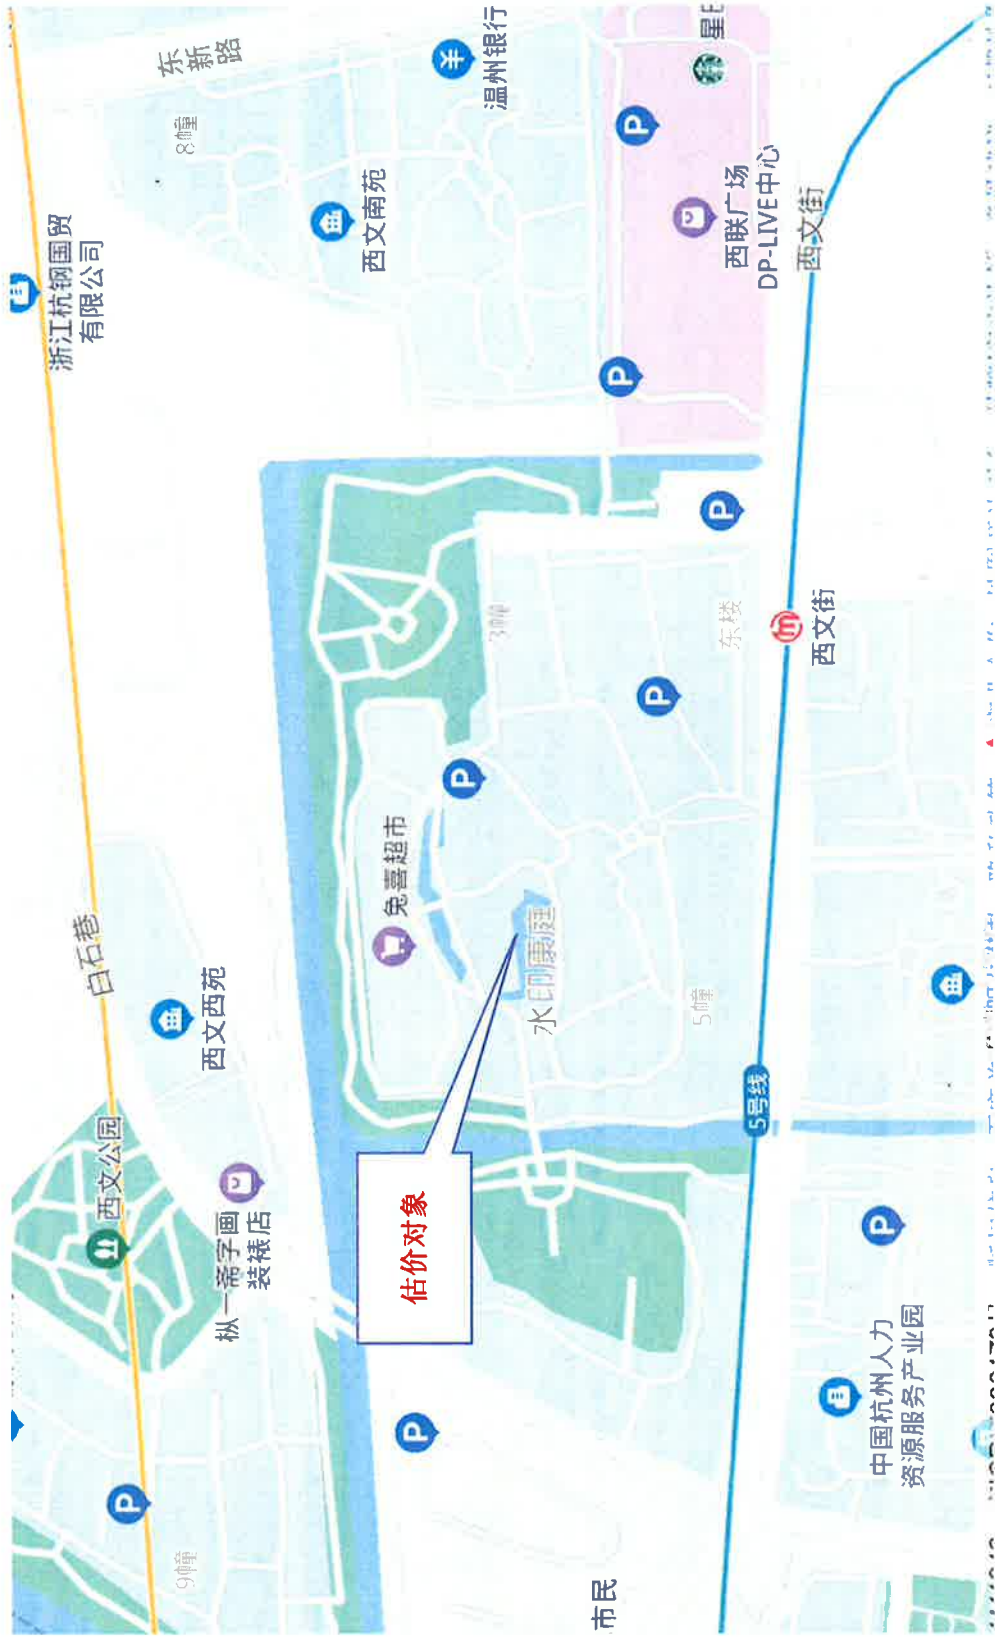 白石巷
西文公园
浙江杭钢国贸
有限公司
东
新
路
8幢
温州银行
西文南苑
西文西苑
枞一斋字画
装裱店
9幢
兔喜超市
3幢
水印康庭
估价对象
5幢
东楼
西联广场
DP-LIVE中心
西文街
西文街
5号线
中国杭州人力
资源服务产业园
市民
P
P
P
P
P
P
P
P